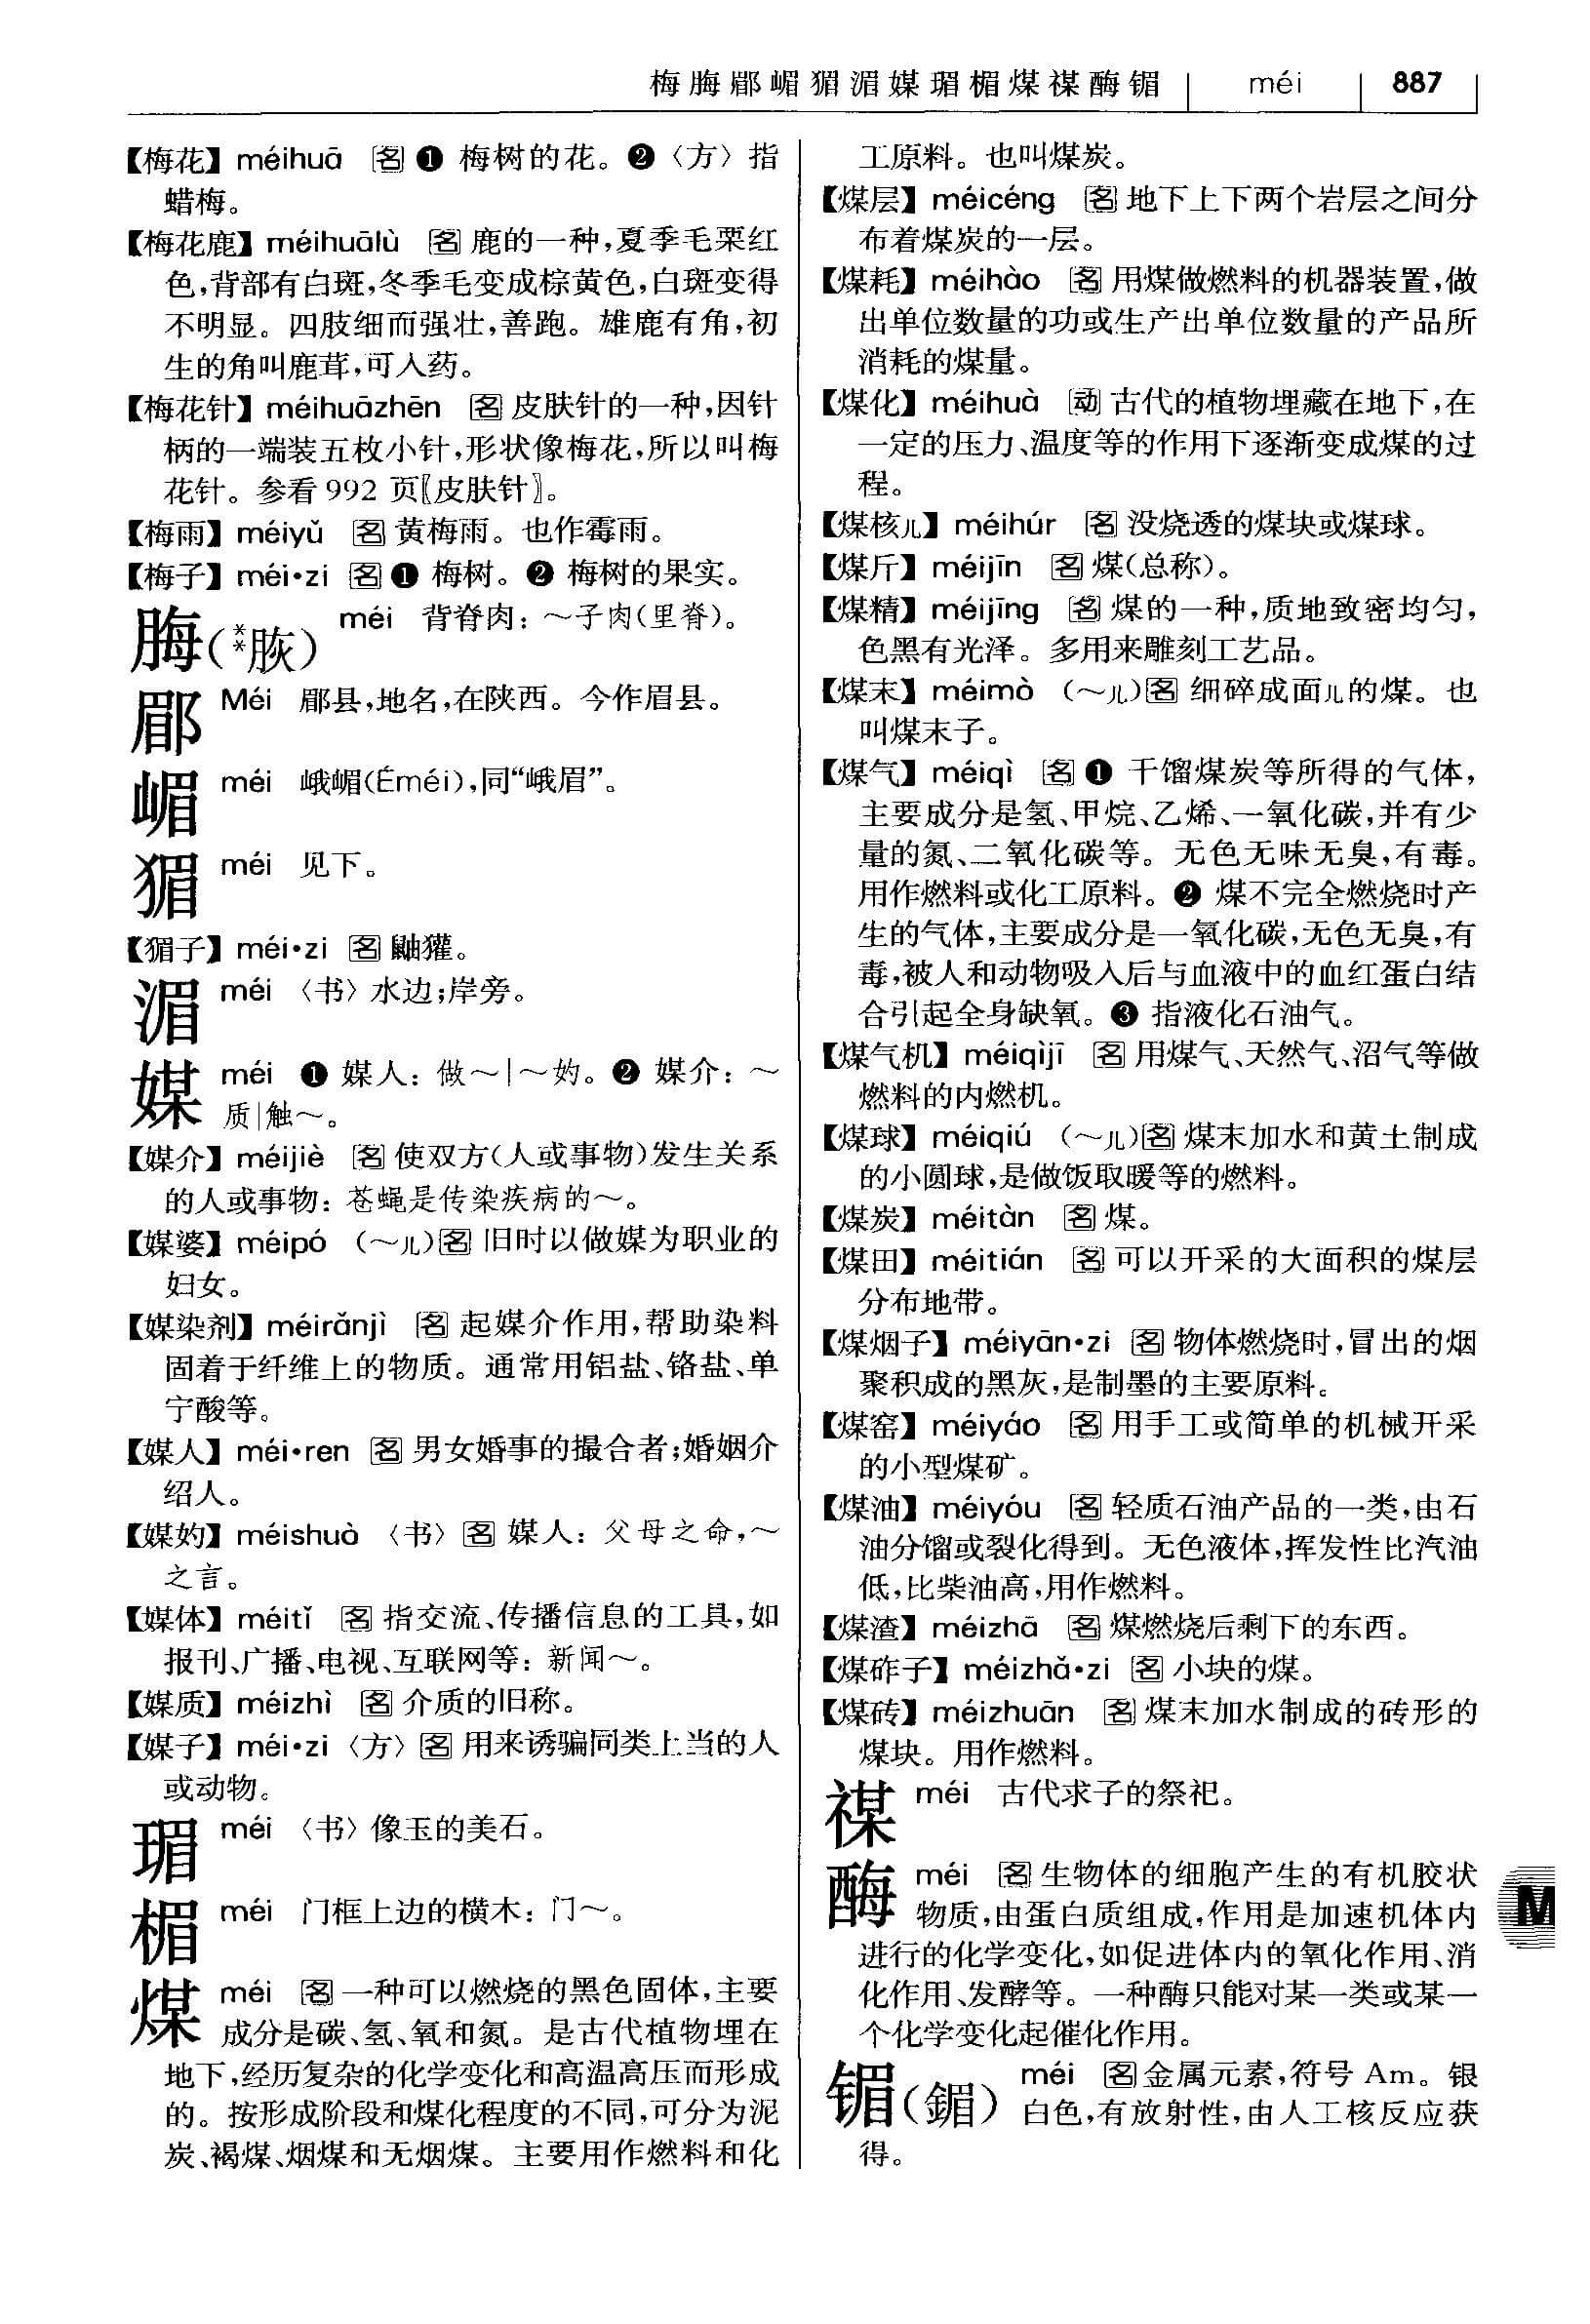 梅脢郿嵋猸湄媒瑁楣煤禖酶镅 méi 887
【梅花】 méihuā 名❶ 梅树的花。❷〈方〉指
蜡梅。
【梅花鹿】 méihuālù 名 鹿的一种,夏季毛栗红
色,背部有白斑,冬季毛变成棕黄色,白斑变得
不明显。四肢细而强壮,善跑。雄鹿有角,初
生的角叫鹿茸,可入药。
【梅花针】 méihuāzhēn 名 皮肤针的一种,因针
柄的一端装五枚小针,形状像梅花,所以叫梅
花针。参看 992 页〖皮肤针〗。
【梅雨】 méiyǔ 名 黄梅雨。也作霉雨。
【梅子】 méi•zi 名❶ 梅树。❷ 梅树的果实。
脢(**脄) méi 背脊肉:~子肉(里脊)。
郿 Méi 郿县,地名,在陕西。今作眉县。
嵋 méi 峨嵋(Éméi),同“峨眉”。
猸 méi 见下。
【猸子】 méi•zi 名 鼬獾。
湄 méi 〈书〉水边;岸旁。
媒 méi ❶ 媒人:做~|~妁。❷ 媒介:~
质|触~。
【媒介】 méijiè 名 使双方(人或事物)发生关系
的人或事物:苍蝇是传染疾病的~。
【媒婆】 méipó (~儿)名 旧时以做媒为职业的
妇女。
【媒染剂】 méirǎnjì 名 起媒介作用,帮助染料
固着于纤维上的物质。通常用铝盐、铬盐、单
宁酸等。
【媒人】 méi•ren 名 男女婚事的撮合者;婚姻介
绍人。
【媒妁】 méishuò 〈书〉名 媒人:父母之命,~
之言。
【媒体】 méitǐ 名 指交流、传播信息的工具,如
报刊、广播、电视、互联网等:新闻~。
【媒质】 méizhì 名 介质的旧称。
【媒子】 méi•zi 〈方〉名 用来诱骗同类上当的人
或动物。
瑁 méi 〈书〉像玉的美石。
楣 méi 门框上边的横木:门~。
煤 méi 名 一种可以燃烧的黑色固体,主要
成分是碳、氢、氧和氮。是古代植物埋在
地下,经历复杂的化学变化和高温高压而形成
的。按形成阶段和煤化程度的不同,可分为泥
炭、褐煤、烟煤和无烟煤。主要用作燃料和化
工原料。也叫煤炭。
【煤层】 méicéng 名 地下上下两个岩层之间分
布着煤炭的一层。
【煤耗】 méihào 名 用煤做燃料的机器装置,做
出单位数量的功或生产出单位数量的产品所
消耗的煤量。
【煤化】 méihuà 动 古代的植物埋藏在地下,在
一定的压力、温度等的作用下逐渐变成煤的过
程。
【煤核儿】 méihúr 名 没烧透的煤块或煤球。
【煤斤】 méijīn 名 煤(总称)。
【煤精】 méijīng 名 煤的一种,质地致密均匀,
色黑有光泽。多用来雕刻工艺品。
【煤末】 méimò (~儿)名 细碎成面儿的煤。也
叫煤末子。
【煤气】 méiqì 名❶ 干馏煤炭等所得的气体,
主要成分是氢、甲烷、乙烯、一氧化碳,并有少
量的氮、二氧化碳等。无色无味无臭,有毒。
用作燃料或化工原料。❷ 煤不完全燃烧时产
生的气体,主要成分是一氧化碳,无色无臭,有
毒,被人和动物吸入后与血液中的血红蛋白结
合引起全身缺氧。❸ 指液化石油气。
【煤气机】 méiqìjī 名 用煤气、天然气、沼气等做
燃料的内燃机。
【煤球】 méiqiú (~儿)名 煤末加水和黄土制成
的小圆球,是做饭取暖等的燃料。
【煤炭】 méitàn 名 煤。
【煤田】 méitián 名 可以开采的大面积的煤层
分布地带。
【煤烟子】 méiyān•zi 名 物体燃烧时,冒出的烟
聚积成的黑灰,是制墨的主要原料。
【煤窑】 méiyáo 名 用手工或简单的机械开采
的小型煤矿。
【煤油】 méiyóu 名 轻质石油产品的一类,由石
油分馏或裂化得到。无色液体,挥发性比汽油
低,比柴油高,用作燃料。
【煤渣】 méizhā 名 煤燃烧后剩下的东西。
【煤砟子】 méizhǎ•zi 名 小块的煤。
【煤砖】 méizhuān 名 煤末加水制成的砖形的
煤块。用作燃料。
禖 méi 古代求子的祭祀。
酶 méi 名 生物体的细胞产生的有机胶状
物质,由蛋白质组成,作用是加速机体内
进行的化学变化,如促进体内的氧化作用、消
化作用、发酵等。一种酶只能对某一类或某一
个化学变化起催化作用。
镅(鎇) méi 名 金属元素,符号 Am。银
白色,有放射性,由人工核反应获
得。
M